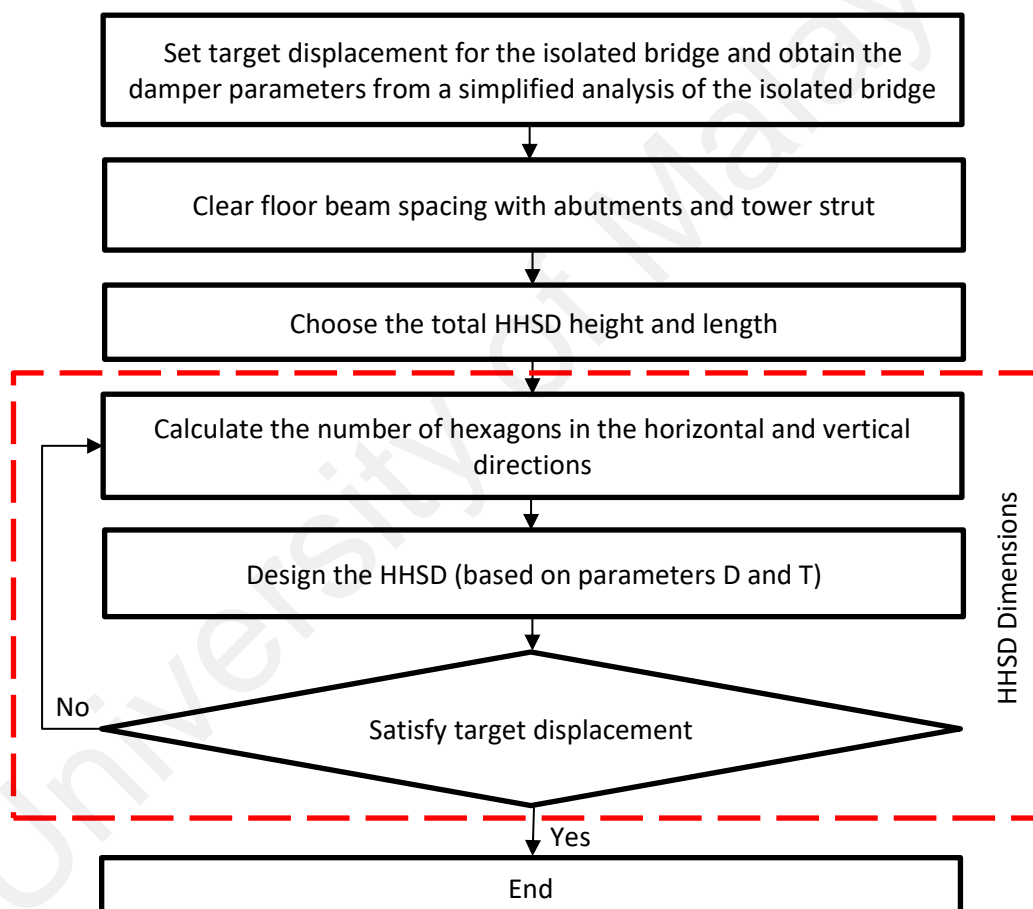 Set target displacement for the isolated bridge and obtain the
damper parameters from a simplified analysis of the isolated bridge
Clear floor beam spacing with abutments and tower strut
Choose the total HHSD height and length
Calculate the number of hexagons in the horizontal and vertical
directions
Design the HHSD (based on parameters D and T)
HHSD Dimensions
No
Satisfy target displacement
Yes
End
University of Malay